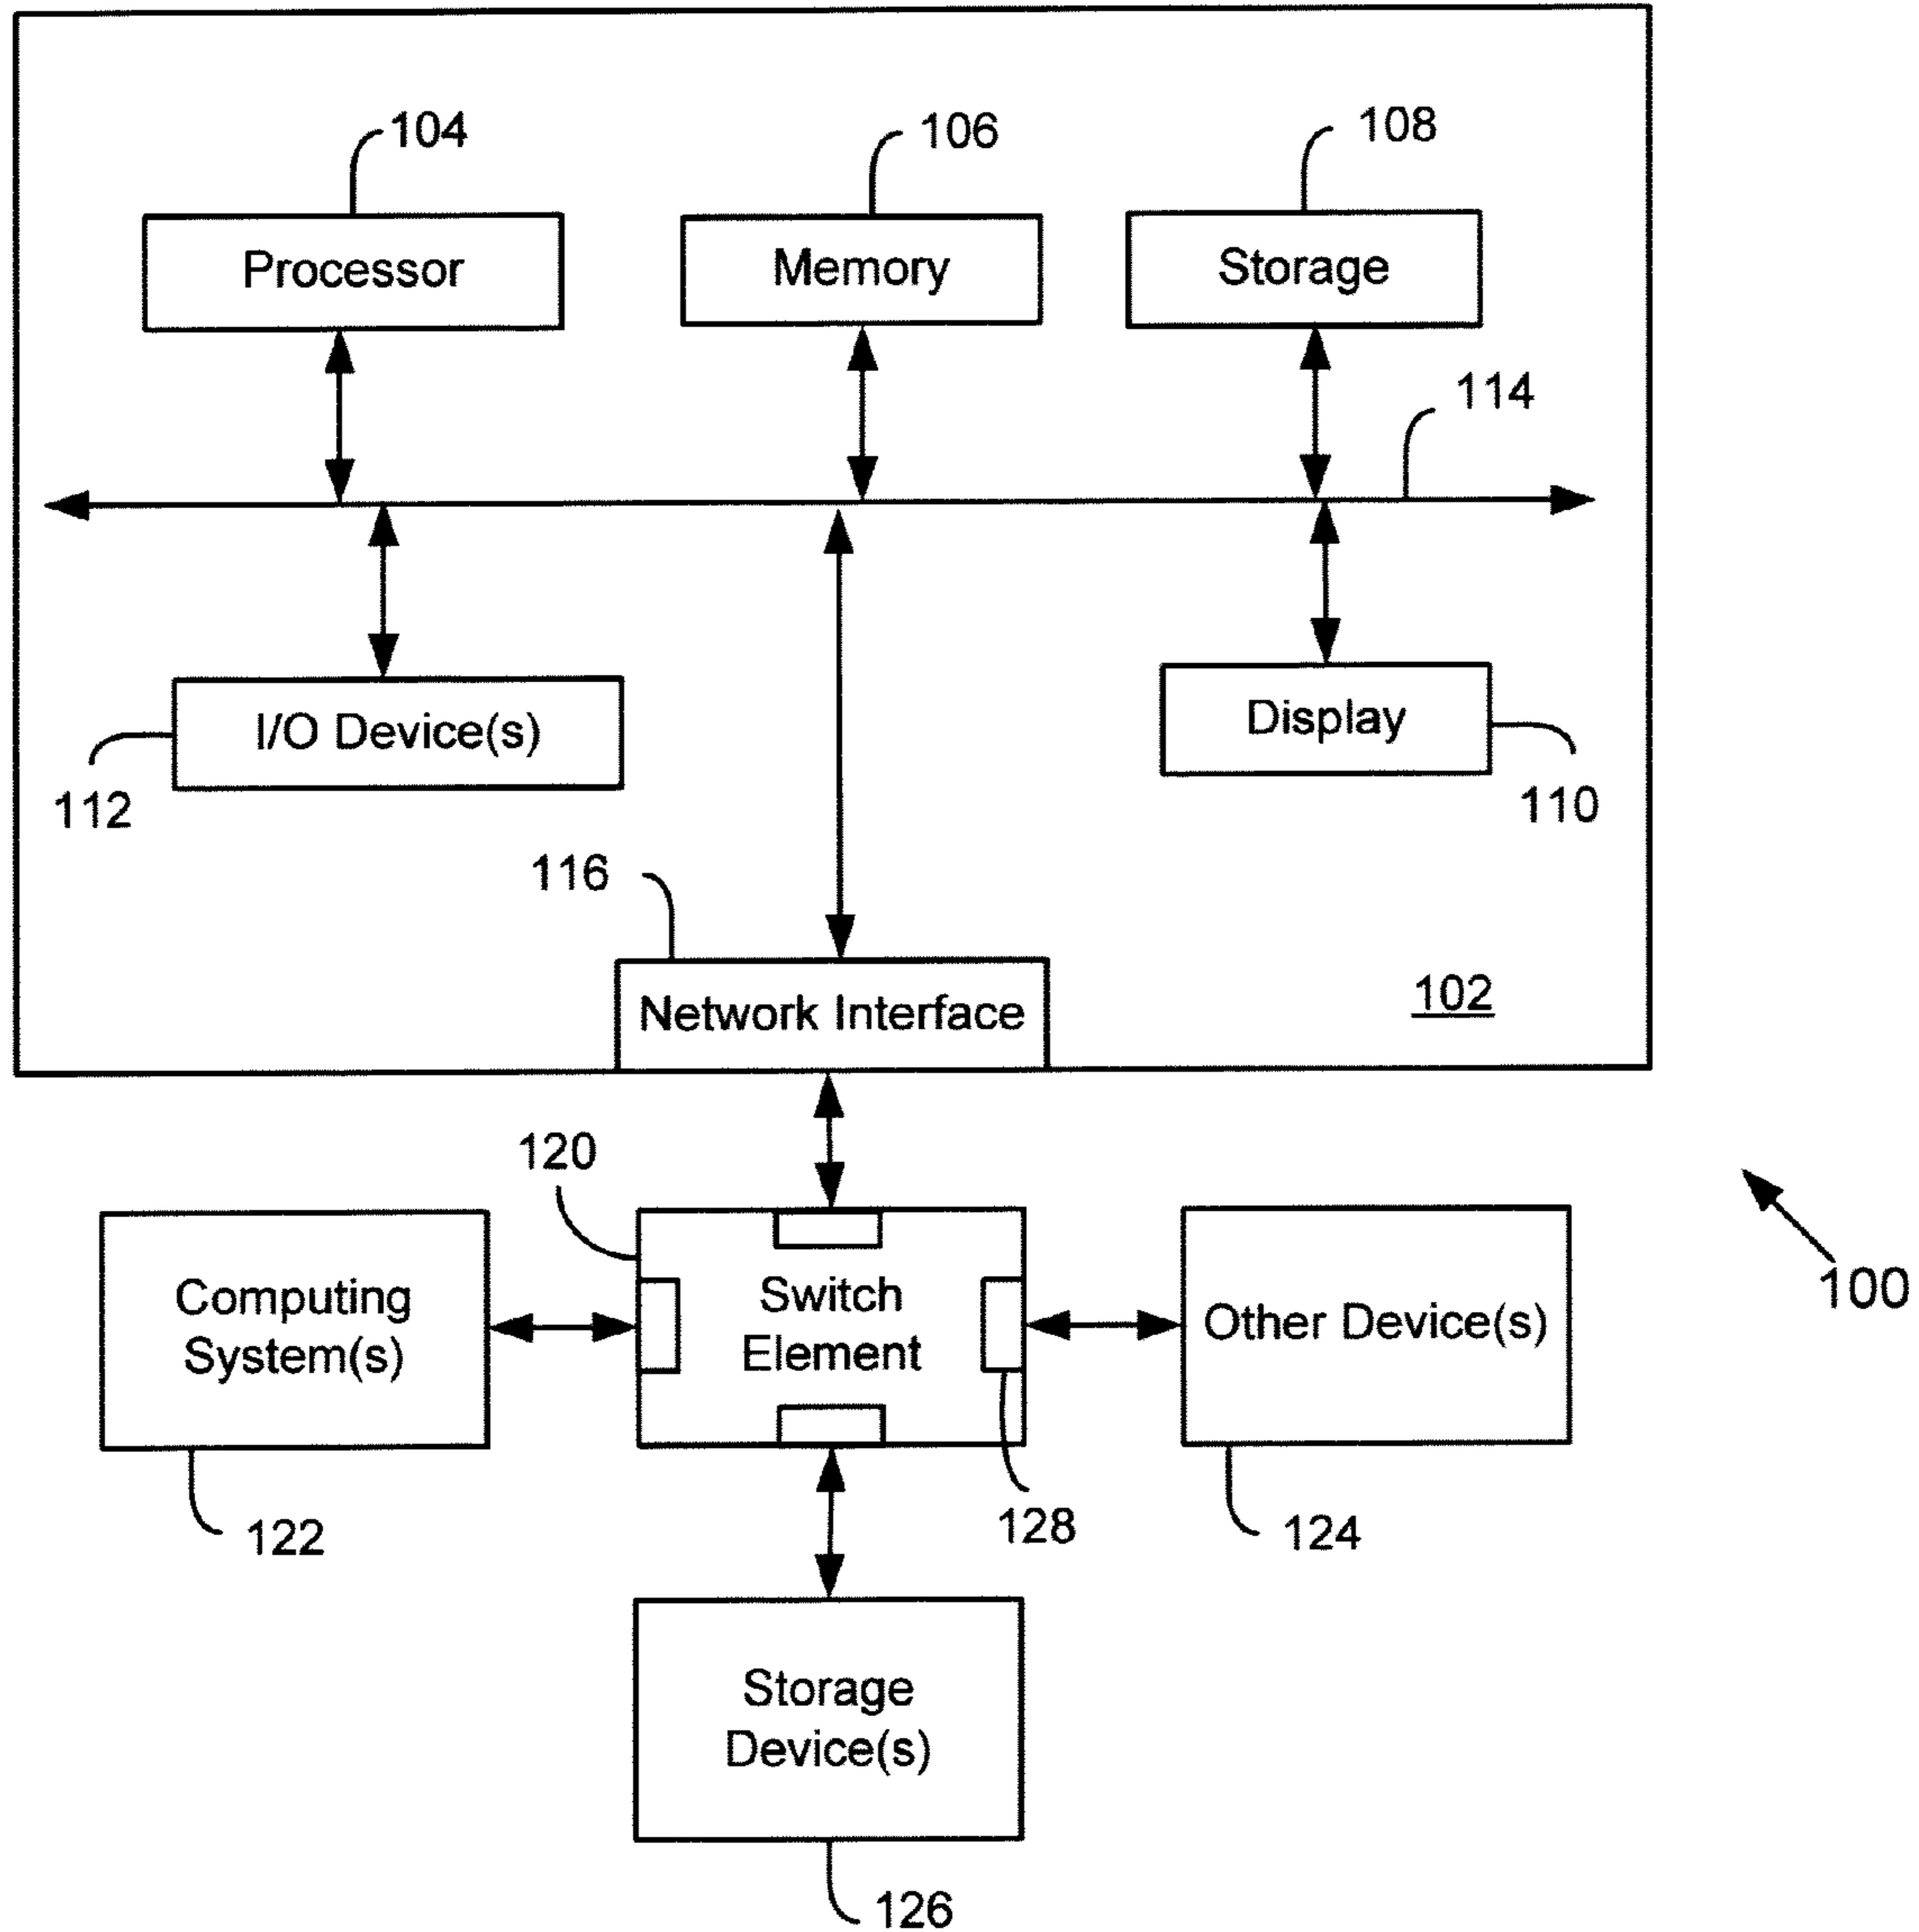 104
106
108
Processor
Memory
Storage
114
I/O Device(s)
Display
112
110
116
Network Interface
102
120
Computing
System(s)
Switch
Element
Other Device(s)
100
122
128
124
Storage
Device(s)
126